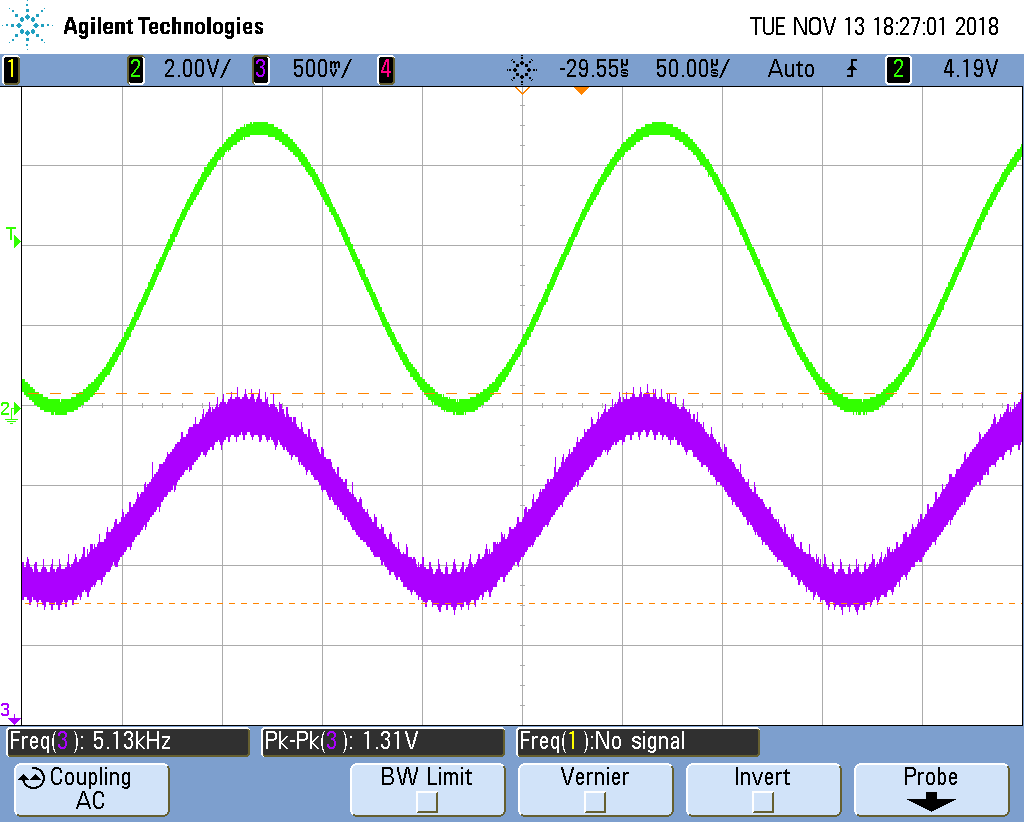 Agilent Technologies TUE NOV 13 18:27:01 2018
1 2 2.00V/ 3 500mV/ 4 -29.55µs 50.00µs/ Auto 2 4.19V
T
2
3
Freq(3): 5.13kHz Pk-Pk(3): 1.31V Freq(1):No signal
Coupling BW Limit Vernier Invert Probe
AC